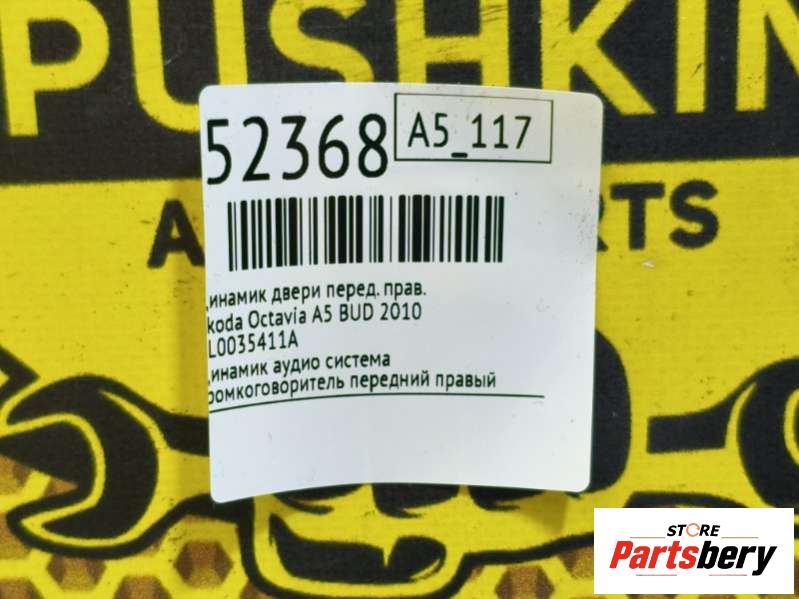 PUSHKIN
A RTS
52368
A5_117
динамик двери перед. прав.
koda Octavia A5 BUD 2010
L0035411A
динамик аудио система
ромкоговоритель передний правый
STORE
Partsbery